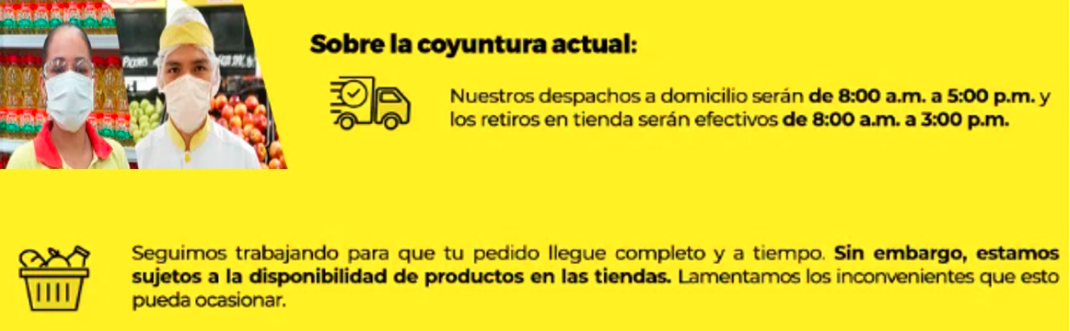 Sobre la coyuntura actual:
Nuestros despachos a domicilio serán de 8:00 a.m. a 5:00 p.m. y
los retiros en tienda serán efectivos de 8:00 a.m. a 3:00 p.m.
Seguimos trabajando para que tu pedido llegue completo y a tiempo. Sin embargo, estamos
sujetos a la disponibilidad de productos en las tiendas. Lamentamos los inconvenientes que esto
pueda ocasionar.